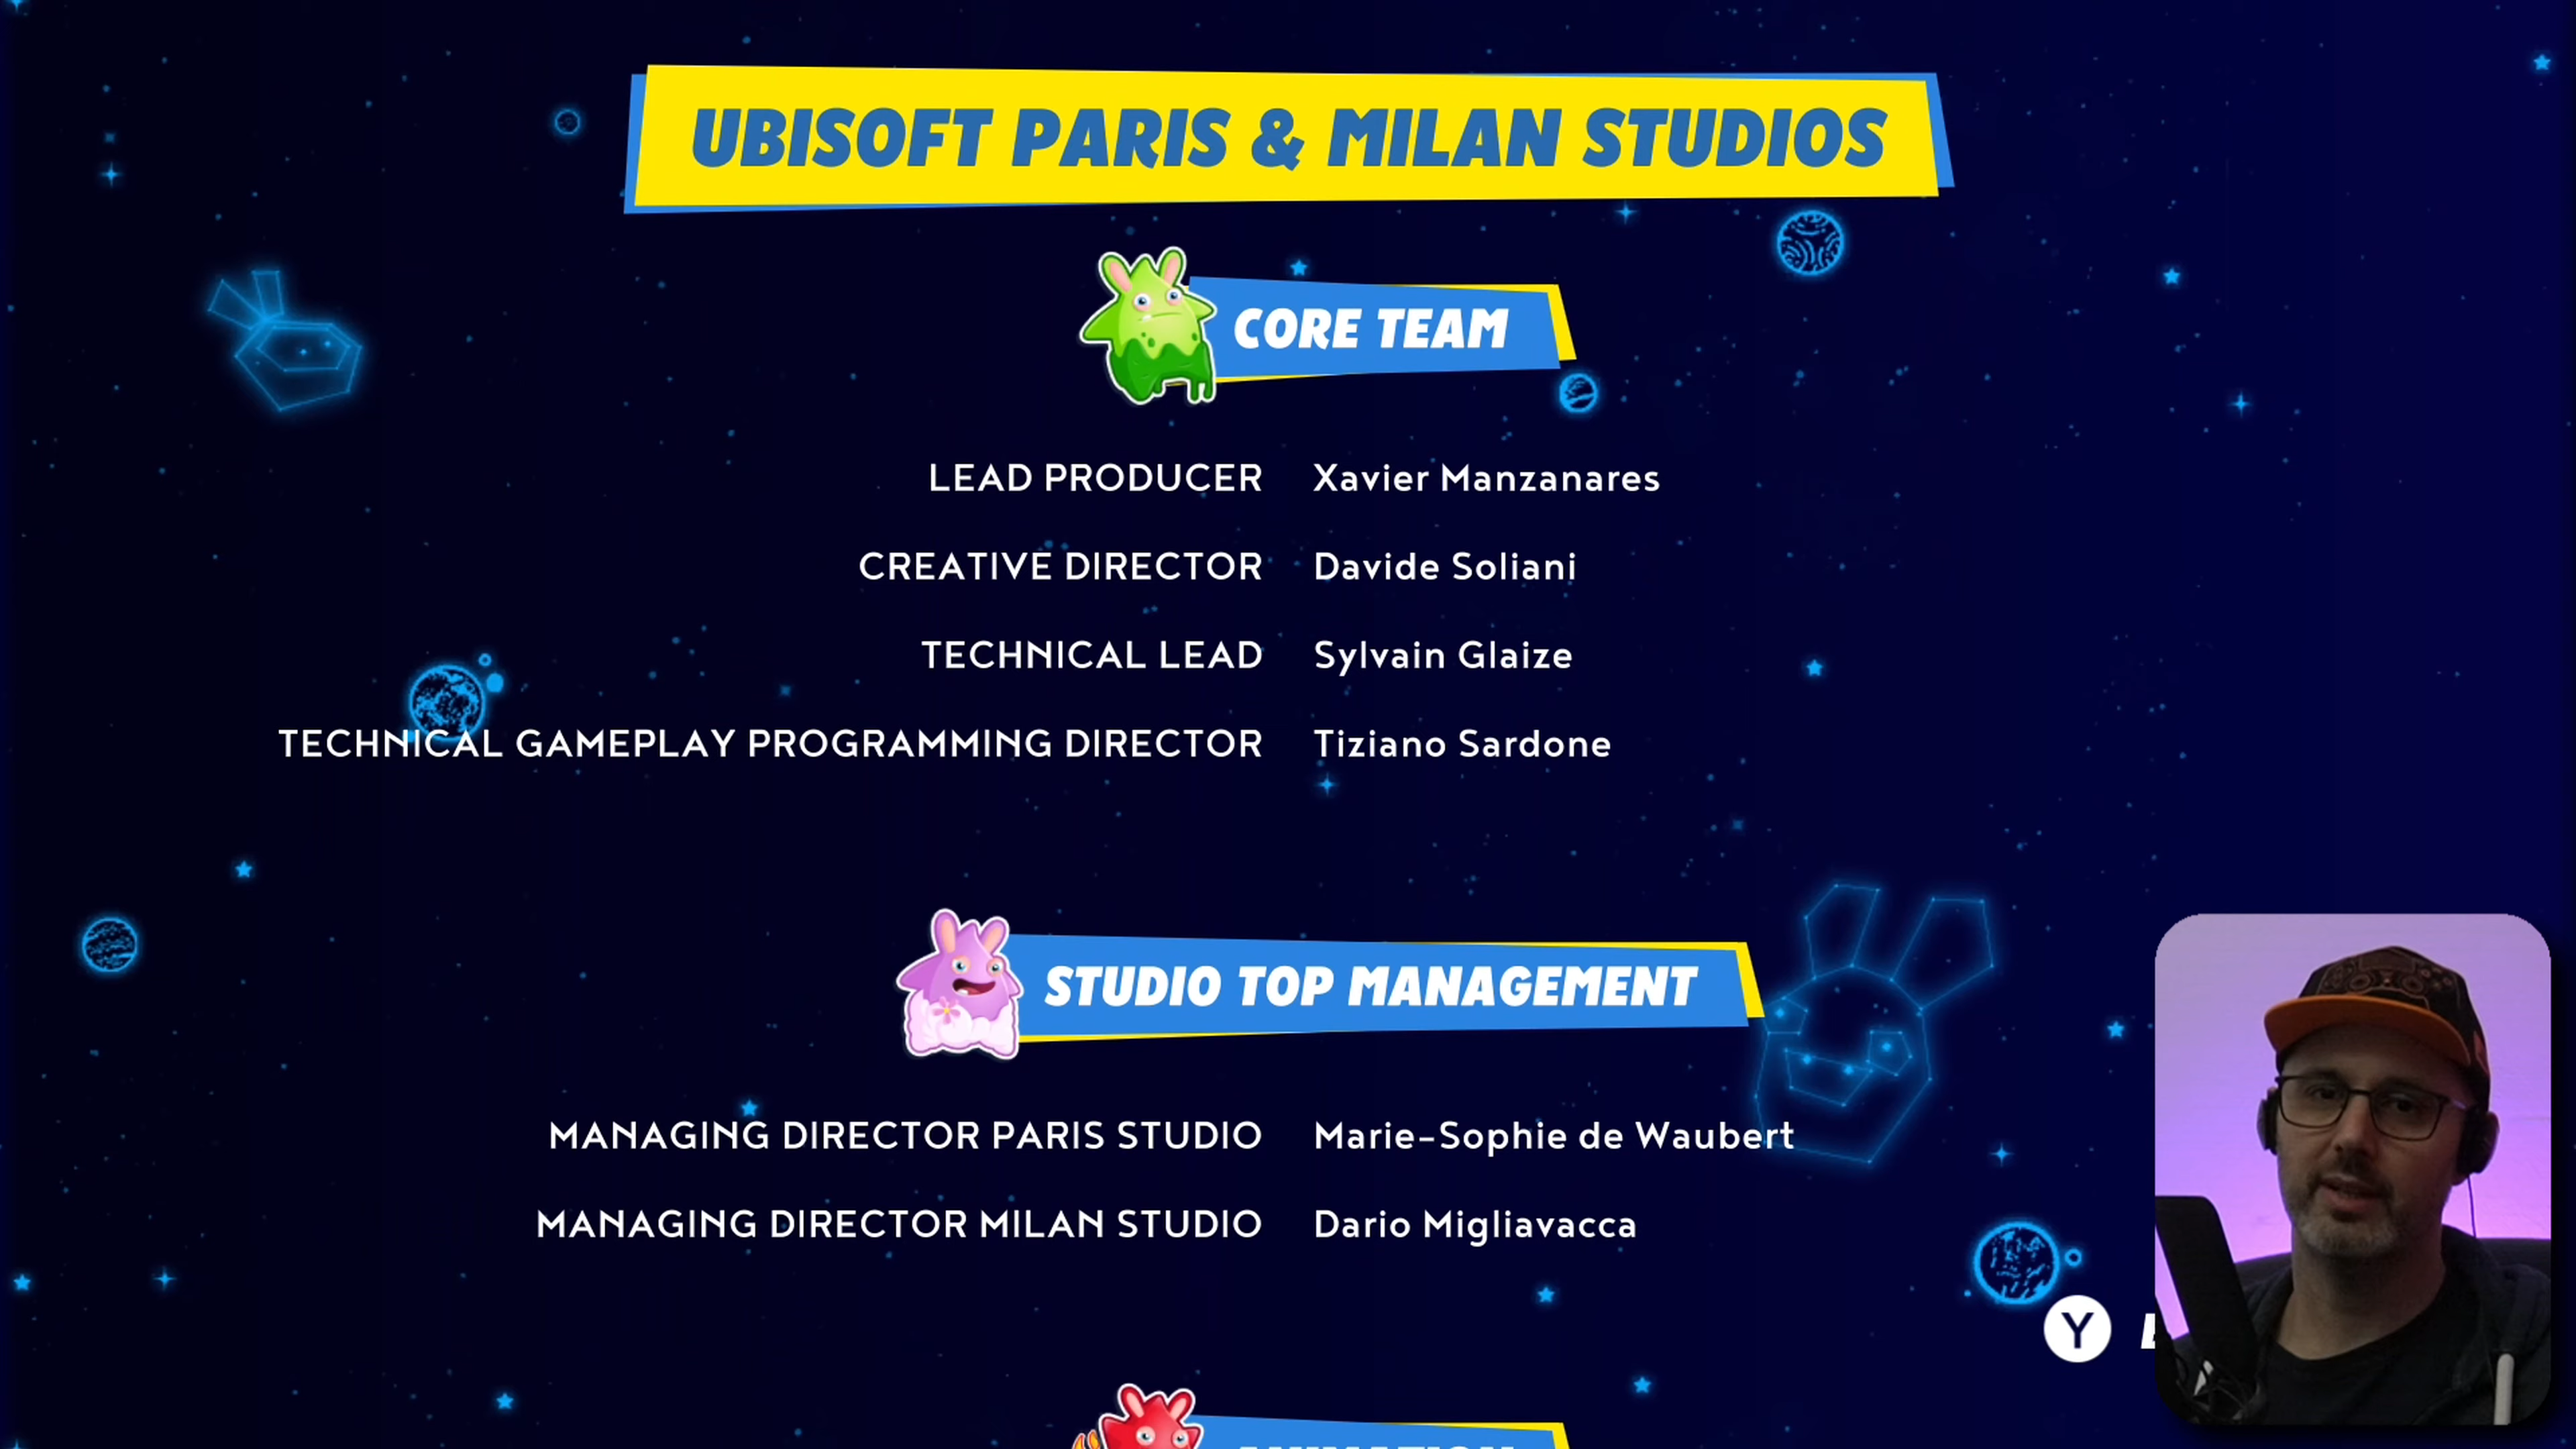 UBISOFT PARIS & MILAN STUDIOS
CORE TEAM
LEAD PRODUCER Xavier Manzanares
CREATIVE DIRECTOR Davide Soliani
TECHNICAL LEAD Sylvain Glaize
TECHNICAL GAMEPLAY PROGRAMMING DIRECTOR Tiziano Sardone
STUDIO TOP MANAGEMENT
MANAGING DIRECTOR PARIS STUDIO Marie-Sophie de Waubert
MANAGING DIRECTOR MILAN STUDIO Dario Migliavacca
Y